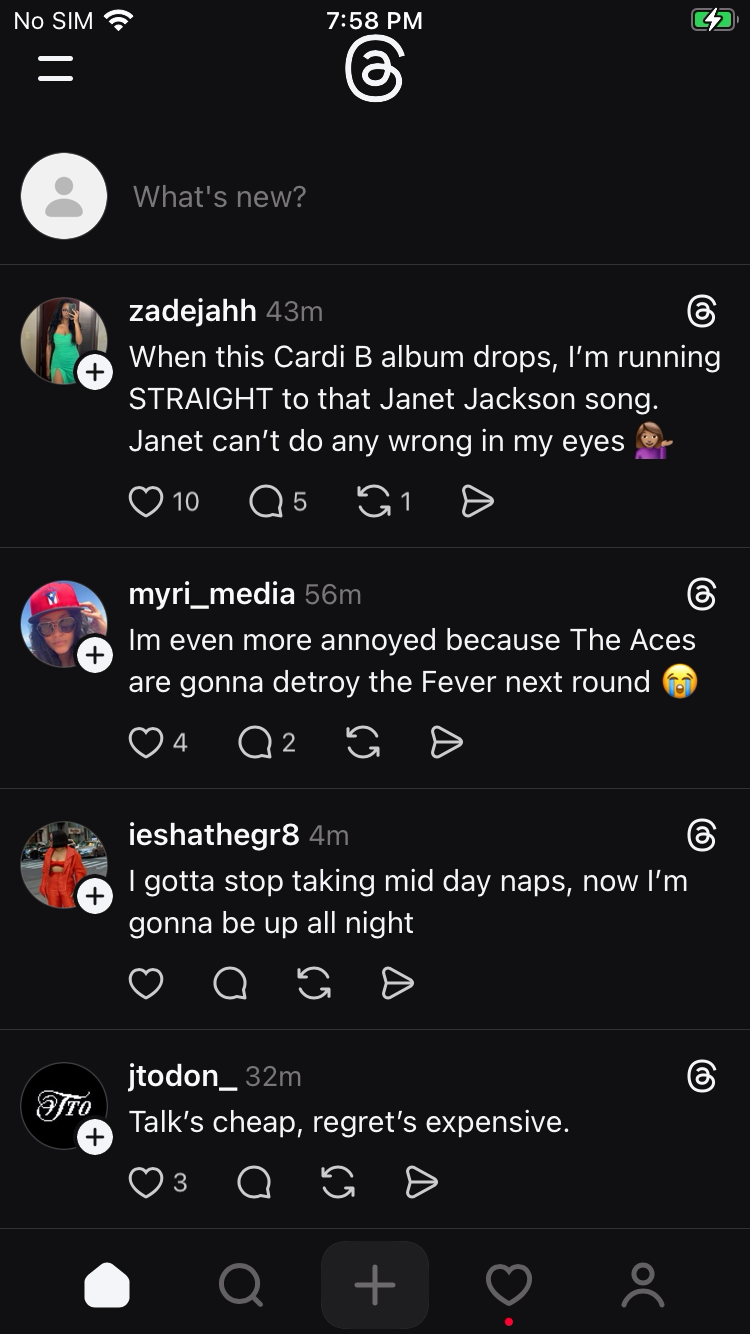 No SIM 7:58 PM
What's new?
zadejahh 43m
When this Cardi B album drops, I’m running
STRAIGHT to that Janet Jackson song.
Janet can’t do any wrong in my eyes 💁🏽‍♀️
10 5 1
myri_media 56m
Im even more annoyed because The Aces
are gonna detroy the Fever next round 😭
4 2
ieshathegr8 4m
I gotta stop taking mid day naps, now I’m
gonna be up all night
JTO
jtodon_ 32m
Talk’s cheap, regret’s expensive.
3